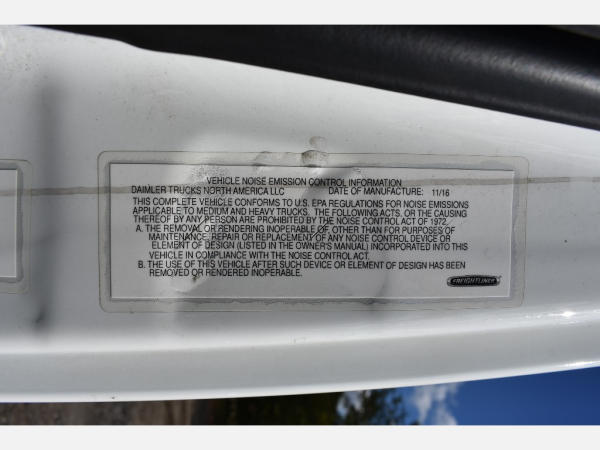 VEHICLE NOISE EMISSION CONTROL INFORMATION
DAIMLER TRUCKS NORTH AMERICA LLC DATE OF MANUFACTURE: 11/16
THIS COMPLETE VEHICLE CONFORMS TO U.S. EPA REGULATIONS FOR NOISE EMISSIONS
APPLICABLE TO MEDIUM AND HEAVY TRUCKS. THE FOLLOWING ACTS, OR THE CAUSING
THEREOF BY ANY PERSON ARE PROHIBITED BY THE NOISE CONTROL ACT OF 1972.
A. THE REMOVAL OR RENDERING INOPERABLE OF, OTHER THAN FOR PURPOSES OF
MAINTENANCE, REPAIR OR REPLACEMENT OF ANY NOISE CONTROL DEVICE OR
ELEMENT OF DESIGN (LISTED IN THE OWNER'S MANUAL) INCORPORATED INTO THIS
VEHICLE IN COMPLIANCE WITH THE NOISE CONTROL ACT.
B. THE USE OF THIS VEHICLE AFTER SUCH DEVICE OR ELEMENT OF DESIGN HAS BEEN
REMOVED OR RENDERED INOPERABLE.
FREIGHTLINER